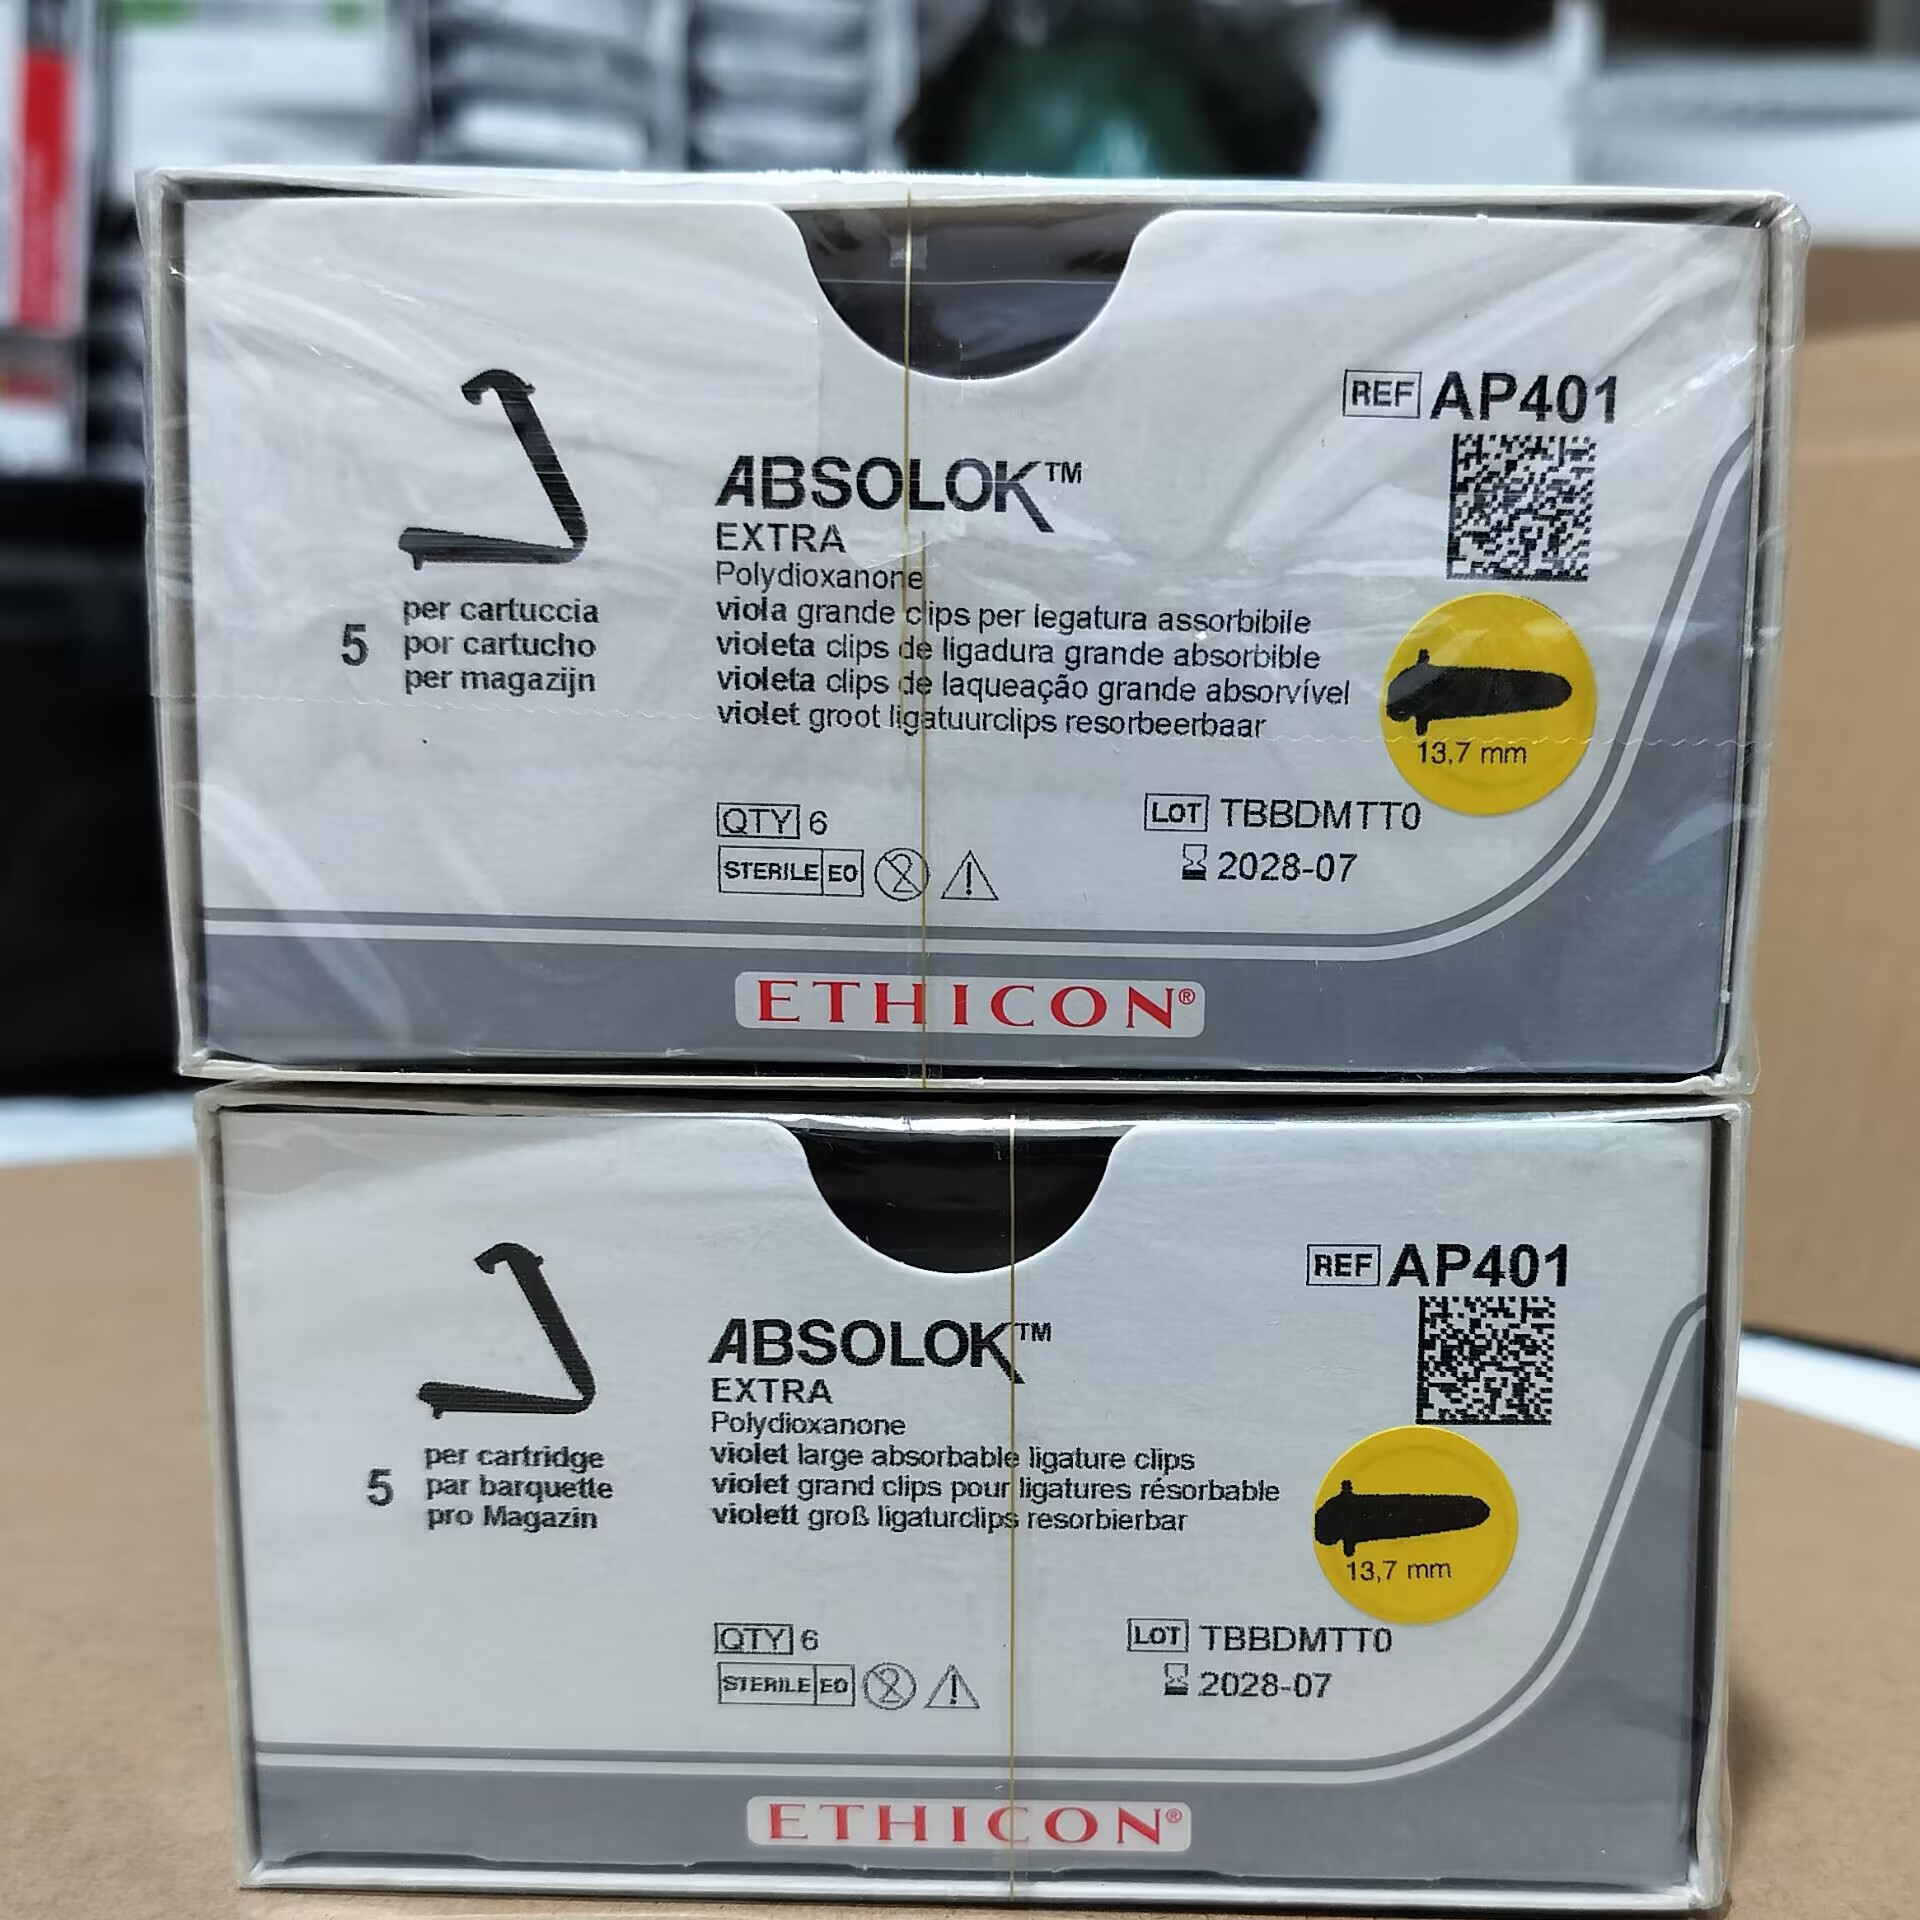 REF AP401
ABSOLOK™
EXTRA
Polydioxanone
5 per cartuccia
por cartucho
per magazijn
viola grande clips per legatura assorbibile
violeta clips de ligadura grande absorbible
violeta clips de laqueação grande absorvível
violet groot ligatuurclips resorbeerbaar
13,7 mm
QTY 6
LOT TBBDMTT0
STERILE EO
2
2028-07
ETHICON®
REF AP401
ABSOLOK™
EXTRA
Polydioxanone
5 per cartridge
par barquette
pro Magazin
violet large absorbable ligature clips
violet grand clips pour ligatures résorbable
violett groß ligaturclips resorbierbar
13,7 mm
QTY 6
LOT TBBDMTT0
STERILE EO
2
2028-07
ETHICON®